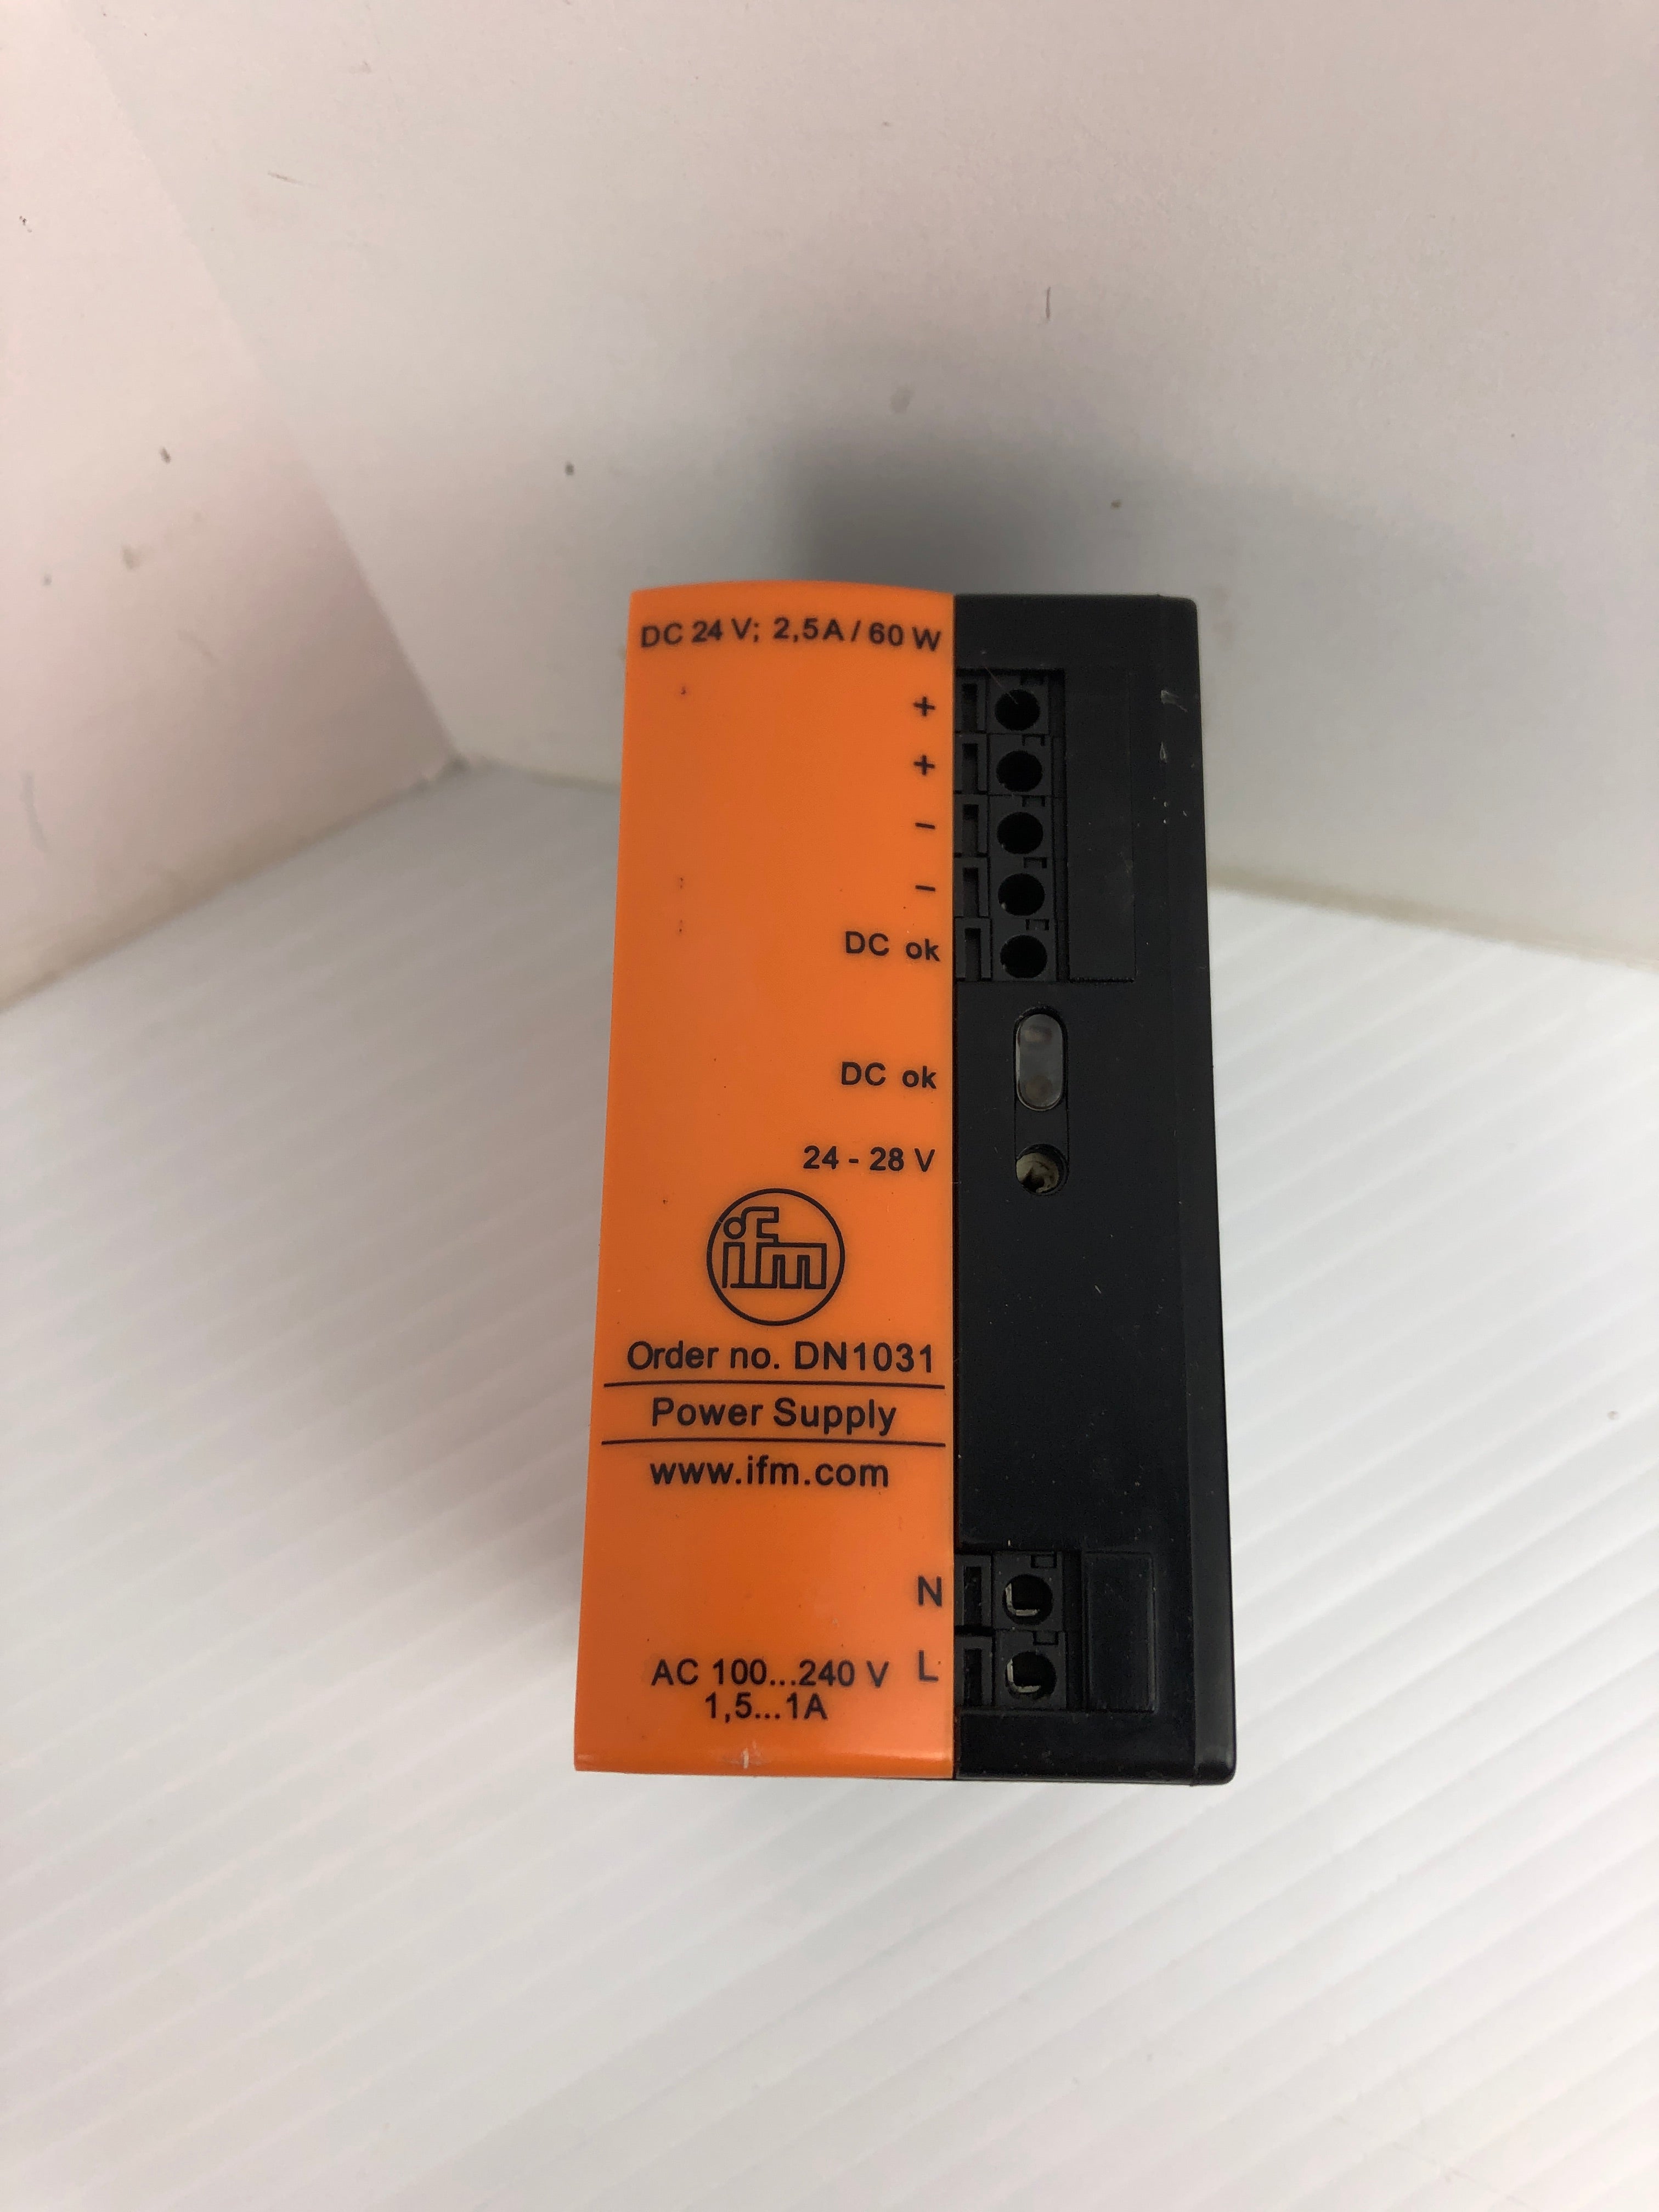 DC 24 V; 2,5A / 60 W
+
+
−
−
DC ok
DC ok
24 - 28 V
ifm
Order no. DN1031
Power Supply
www.ifm.com
N
AC 100...240 V L
1,5...1A